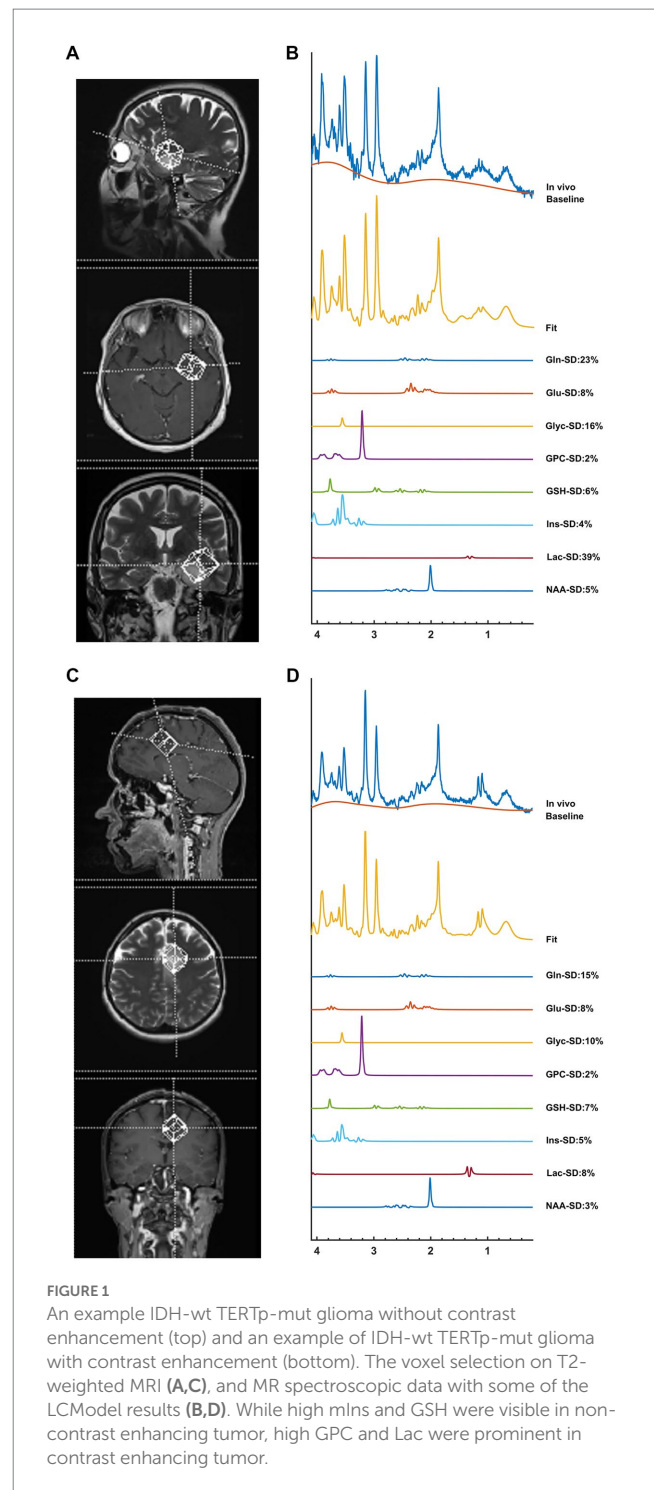 A
B
In vivo
Baseline
Fit
Gln-SD:23%
Glu-SD:8%
Glyc-SD:16%
GPC-SD:2%
GSH-SD:6%
Ins-SD:4%
Lac-SD:39%
NAA-SD:5%
4 3 2 1
C
D
In vivo
Baseline
Fit
Gln-SD:15%
Glu-SD:8%
Glyc-SD:10%
GPC-SD:2%
GSH-SD:7%
Ins-SD:5%
Lac-SD:8%
NAA-SD:3%
4 3 2 1
FIGURE 1
An example IDH-wt TERTp-mut glioma without contrast
enhancement (top) and an example of IDH-wt TERTp-mut glioma
with contrast enhancement (bottom). The voxel selection on T2-
weighted MRI (A,C), and MR spectroscopic data with some of the
LCModel results (B,D). While high mIns and GSH were visible in non-
contrast enhancing tumor, high GPC and Lac were prominent in
contrast enhancing tumor.